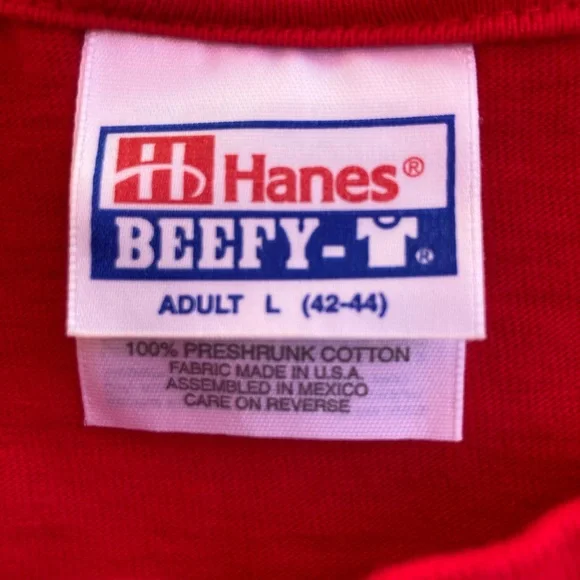 Hanes®
BEEFY-T®
ADULT L (42-44)
100% PRESHRUNK COTTON
FABRIC MADE IN U.S.A.
ASSEMBLED IN MEXICO
CARE ON REVERSE